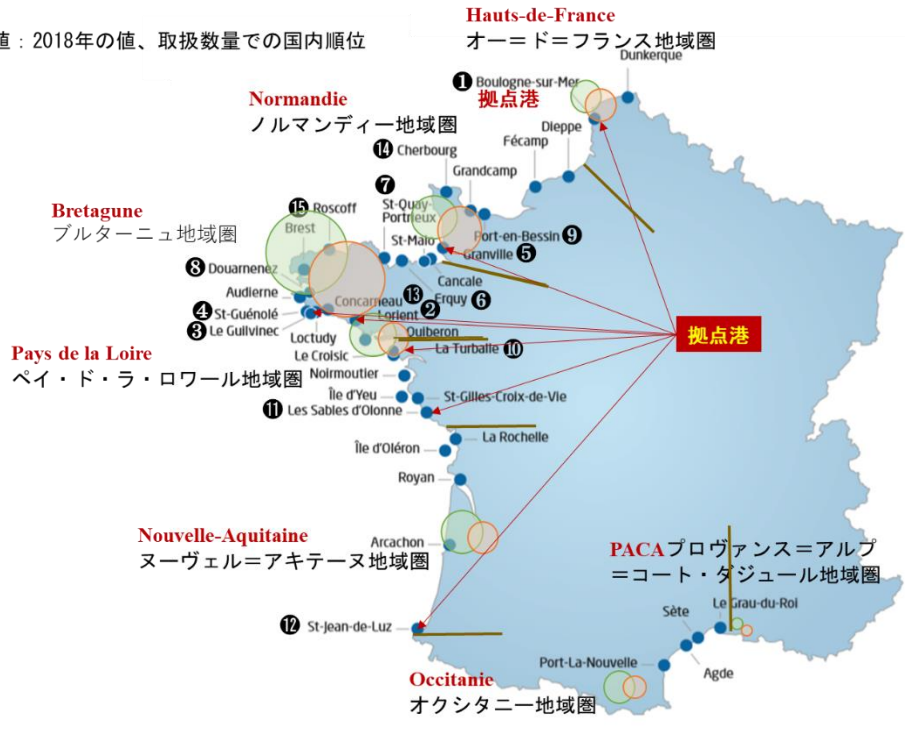 Hauts-de-France
オー＝ド＝フランス地域圏
値：2018年の値、取扱数量での国内順位
Dunkerque
❶ Boulogne-sur-Mer
拠点港
Normandie
ノルマンディー地域圏
Dieppe
Fécamp
⓮ Cherbourg
Grandcamp
❼
St-Quay-
Portrieux
Bretagune
ブルターニュ地域圏
⓯ Roscoff
Brest
St-Malo
Port-en-Bessin ❾
Granville ❺
Cancale
❽ Douarnenez
Audierne
⓭ Erquy ❻
Concarneau ❷
Lorient
❹ St-Guénolé
❸ Le Guilvinec
Loctudy
Quiberon
拠点港
Pays de la Loire
ペイ・ド・ラ・ロワール地域圏
Le Croisic
La Turballe ❿
Noirmoutier
Île d'Yeu
St-Gilles-Croix-de-Vie
⓫ Les Sables d'Olonne
La Rochelle
Île d'Oléron
Royan
Nouvelle-Aquitaine
ヌーヴェル＝アキテーヌ地域圏
Arcachon
PACAプロヴァンス＝アルプ
＝コート・ダジュール地域圏
Le Grau-du-Roi
Sète
⓬ St-Jean-de-Luz
Port-La-Nouvelle
Agde
Occitanie
オクシタニー地域圏